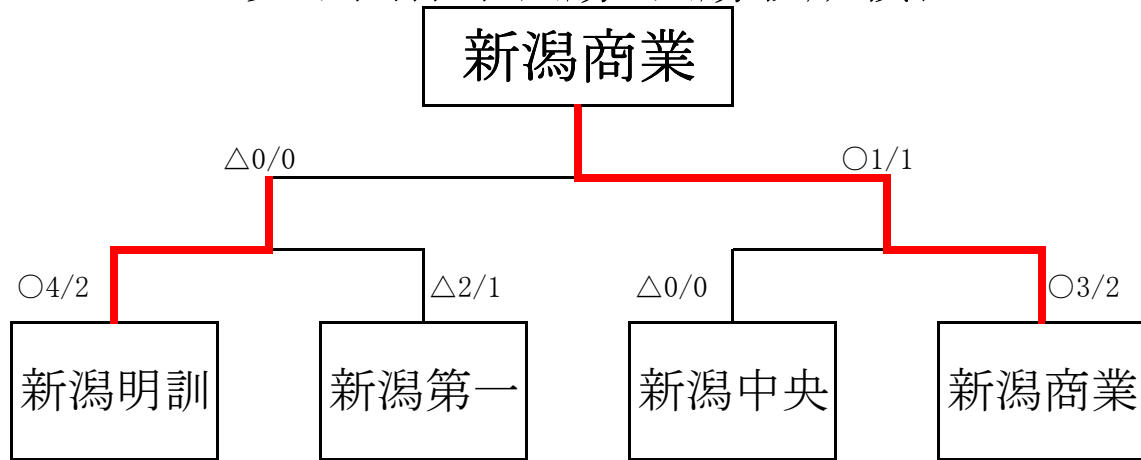 新潟商業
△0/0 ○1/1
○4/2 △2/1 △0/0 ○3/2
新潟明訓 新潟第一 新潟中央 新潟商業